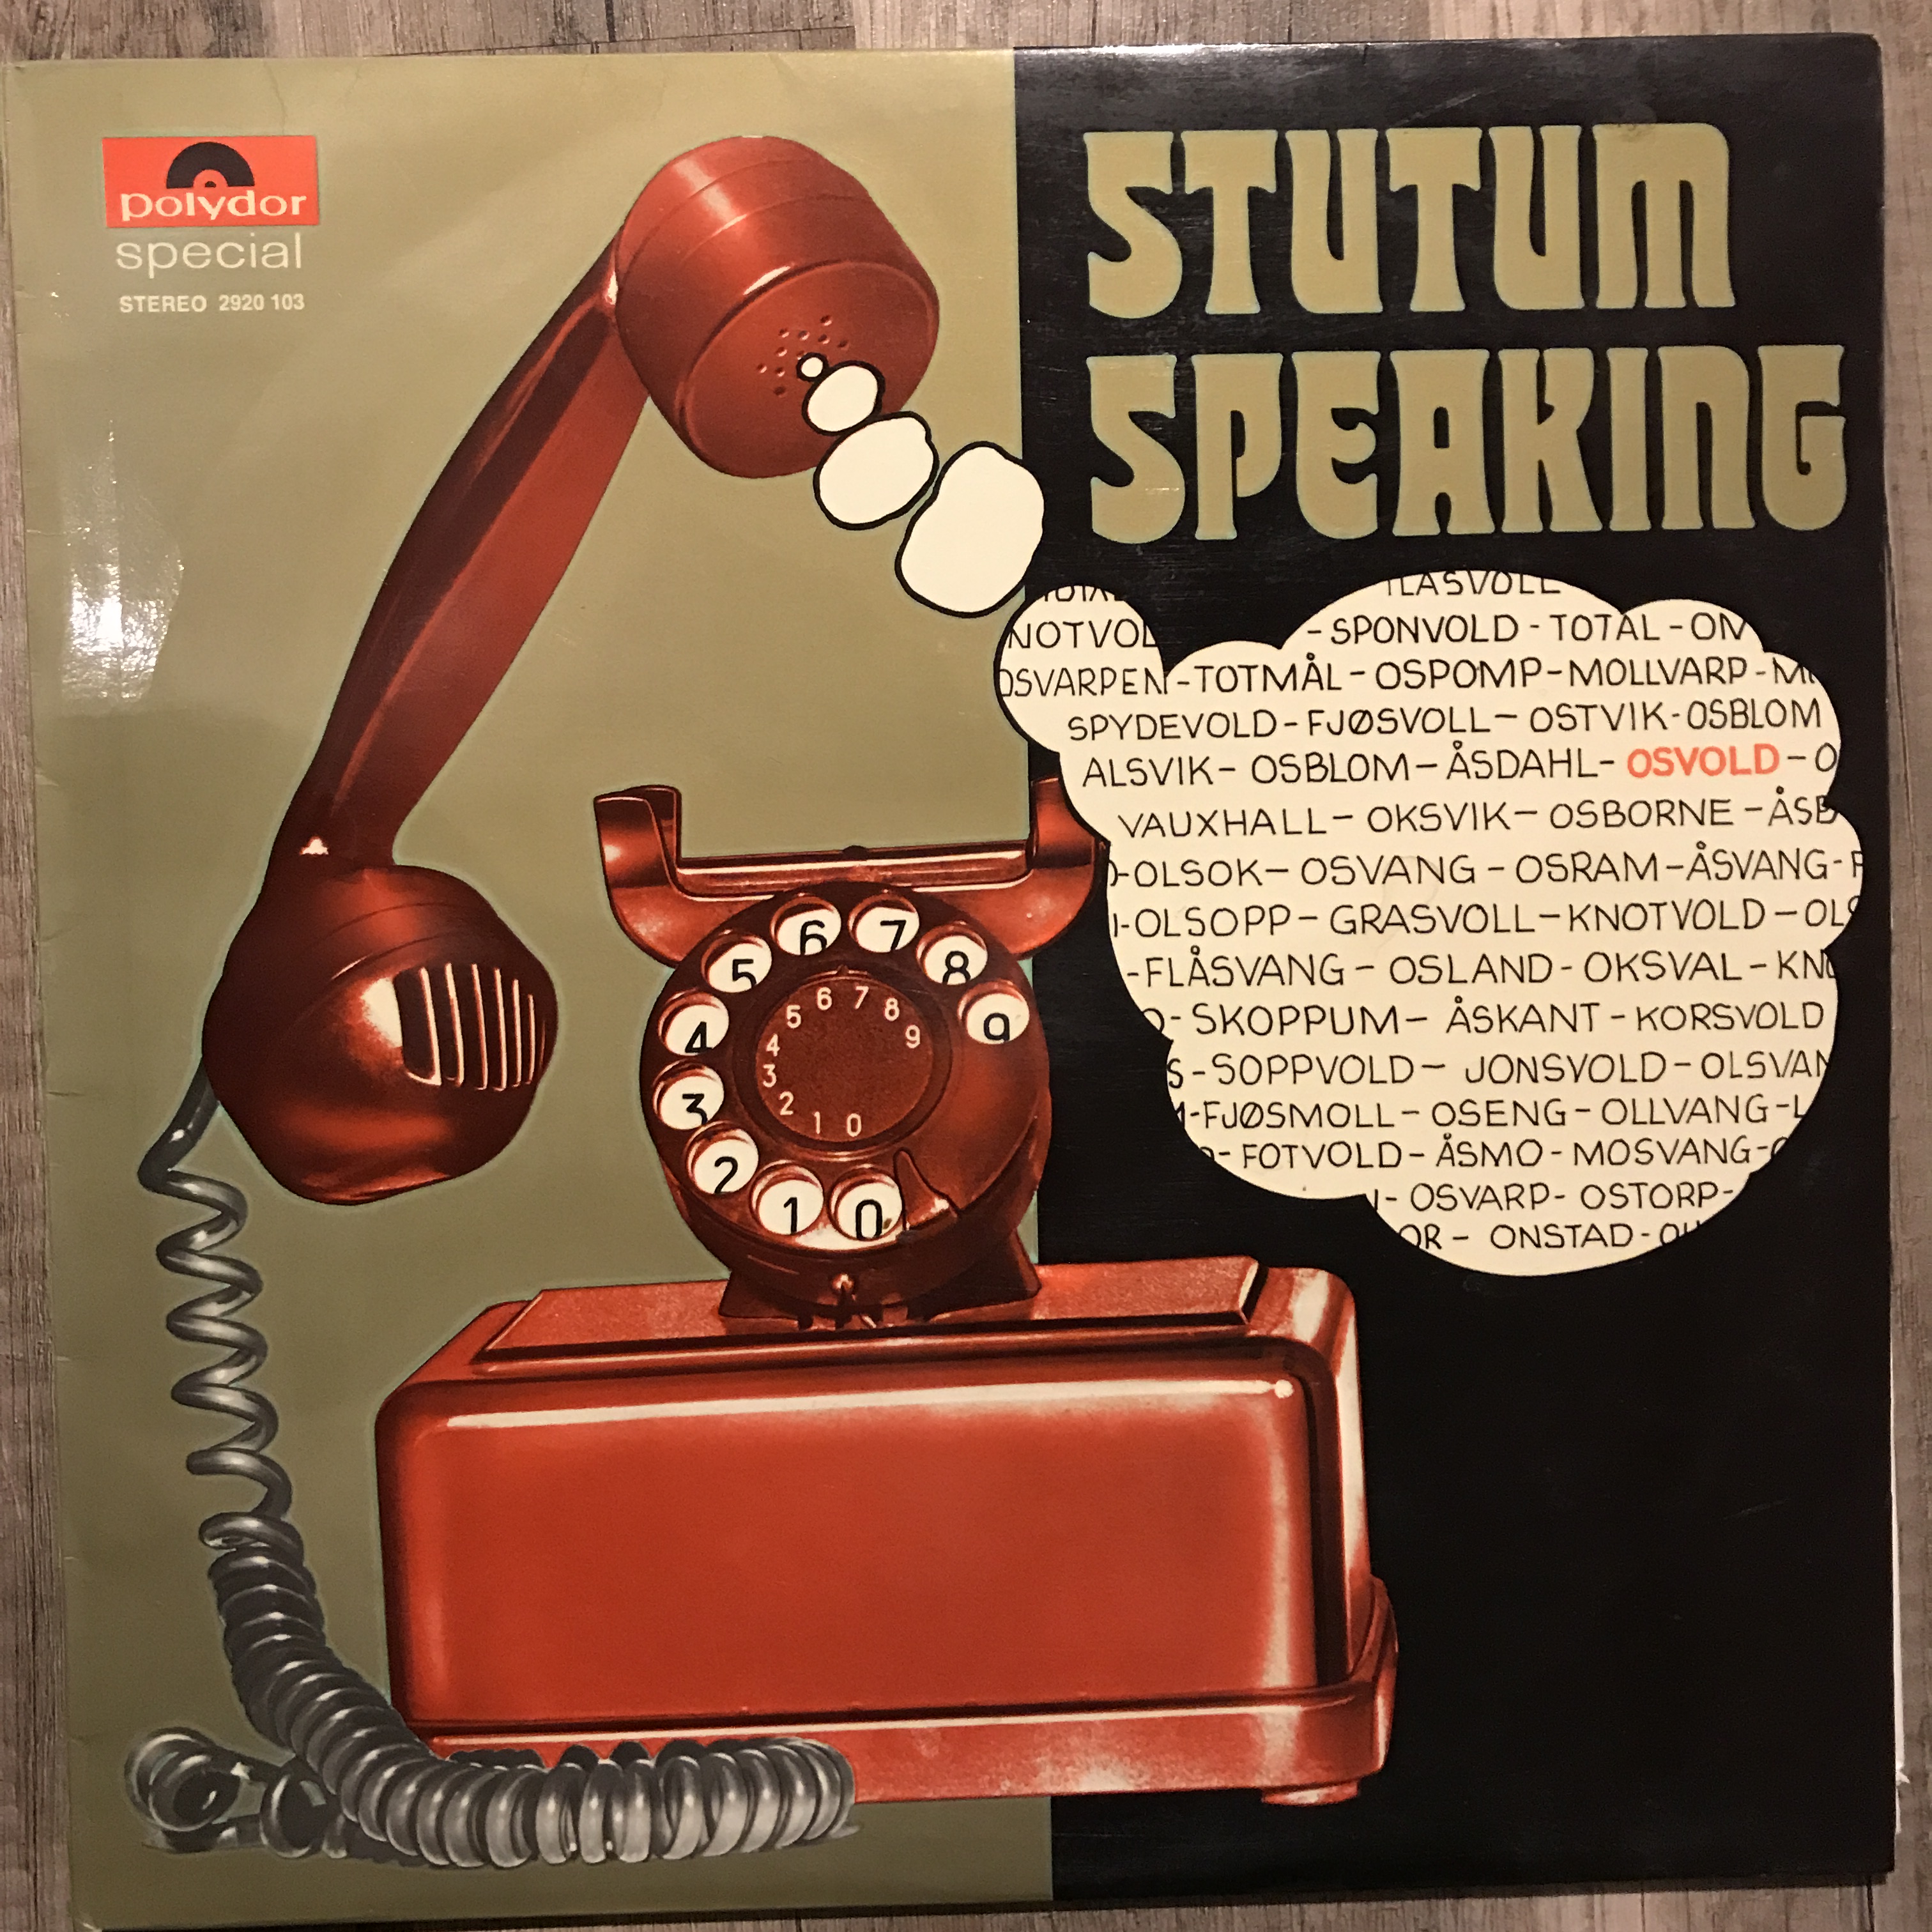 polydor
special
STEREO 2920 103
STUTUM
SPEAKING
- SPONVOLD - TOTAL -
- TOTMÅL - OSPOMP - MOLLVARP -
SPYDEVOLD - FJØSVOLL - OSTVIK - OSBLOM
ALSVIK - OSBLOM - ÅSDAHL - OSVOLD -
VAUXHALL - OKSVIK - OSBORNE -
- OLSOK - OSVANG - OSRAM - ÅSVANG -
- OLSOPP - GRASVOLL - KNOTVOLD -
- FLÅSVANG - OSLAND - OKSVAL -
- SKOPPUM - ÅSKANT - KORSVOLD
- SOPPVOLD - JONSVOLD -
- FJØSMOLL - OSENG - OLLVANG -
- FOTVOLD - ÅSMO - MOSVANG -
- OSVARP - OSTORP -
- ONSTAD -
6 7
5 8
4 9
3
2
1 0
6 7
5 8
4 9
3
2
1 0